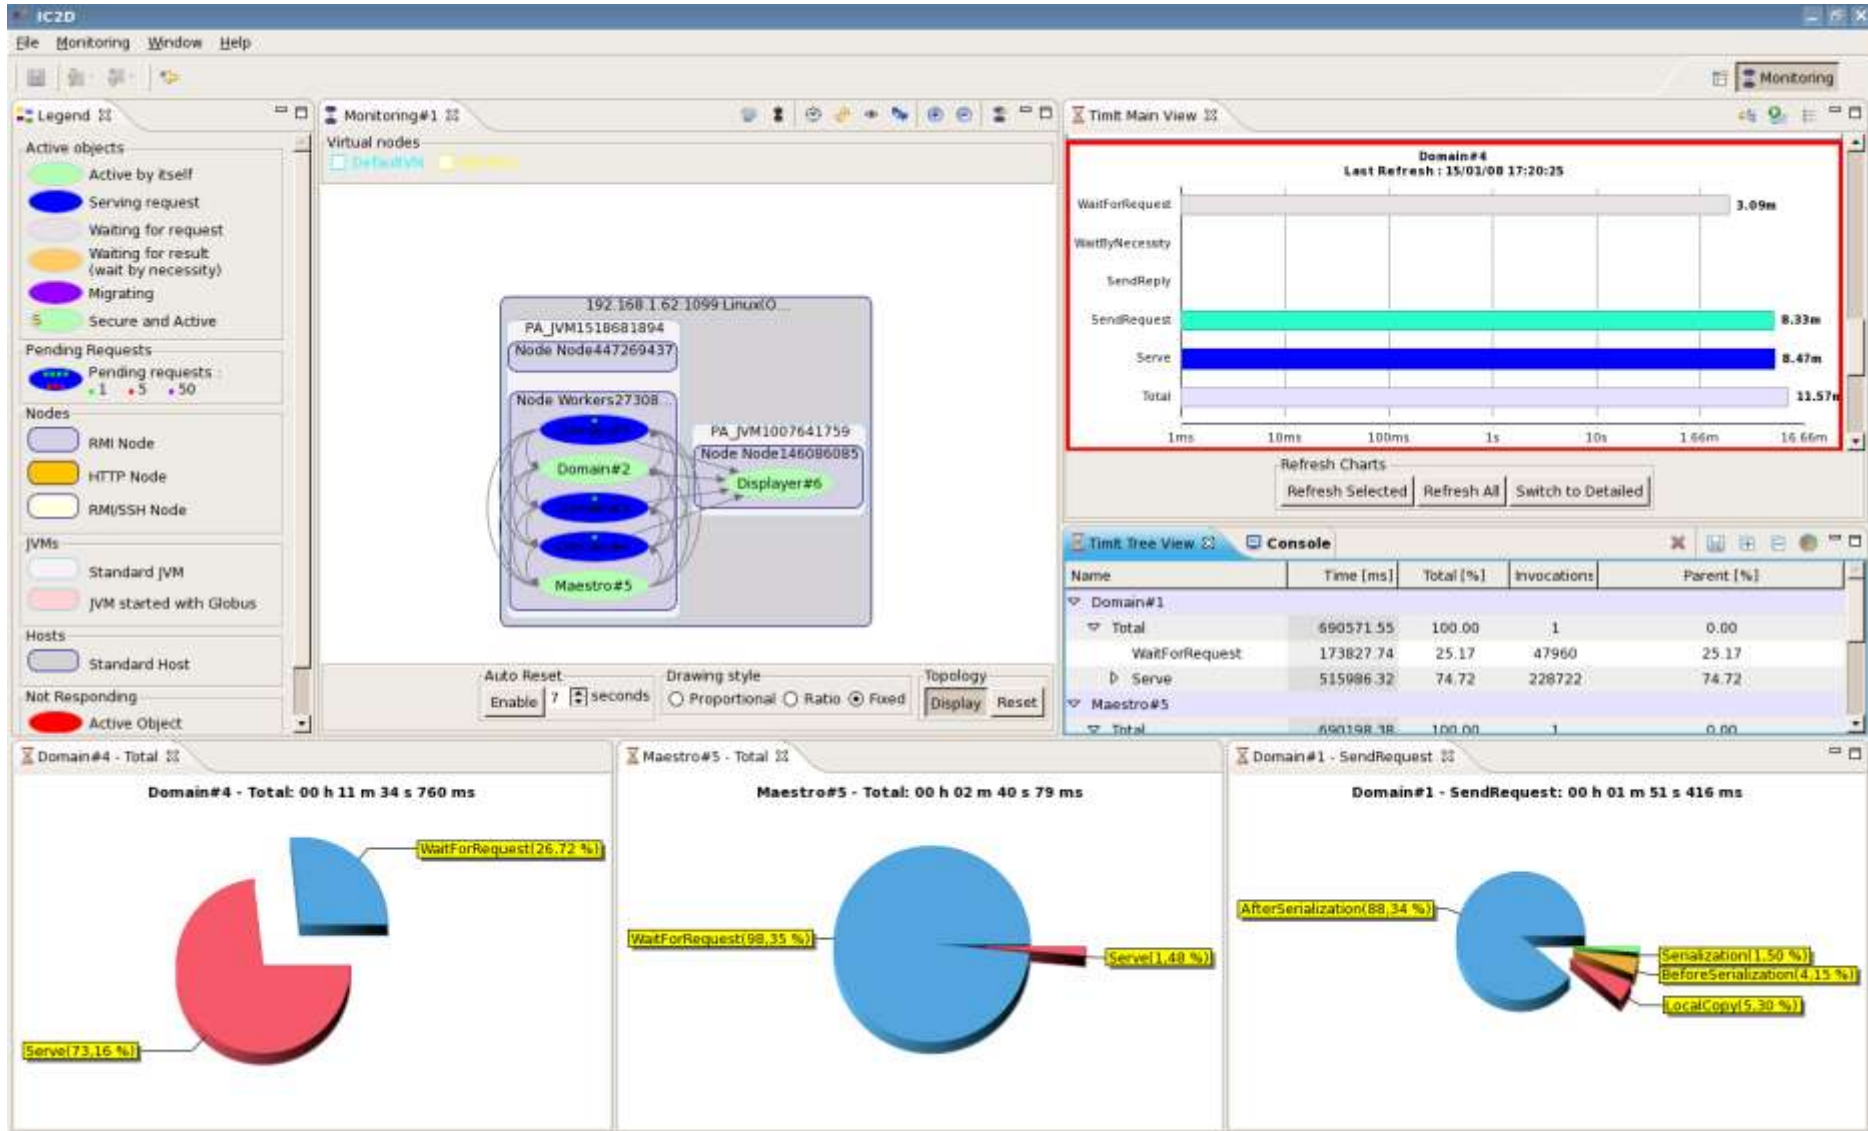 IC2D
File Monitoring Window Help
Monitoring
Legend
Active objects
Active by itself
Serving request
Waiting for request
Waiting for result
(wait by necessity)
Migrating
S Secure and Active
Pending Requests
Pending requests :
1 5 50
Nodes
RMI Node
HTTP Node
RMI/SSH Node
JVMs
Standard JVM
JVM started with Globus
Hosts
Standard Host
Not Responding
Active Object
Monitoring#1
Virtual nodes
DefaultVN
192.168.1.62:1099:Linux(O...
PA_JVM1518681894
Node Node447269437
Node Workers27308...
Domain#2
Maestro#5
PA_JVM1007641759
Node Node146086085
Displayer#6
Auto Reset
Enable 7 seconds
Drawing style
Proportional Ratio Fixed
Topology
Display Reset
TimIt Main View
Domain#4
Last Refresh : 15/01/08 17:20:25
WaitForRequest 3.09m
WaitByNecessity
SendReply
SendRequest 8.33m
Serve 8.47m
Total 11.57m
1ms 10ms 100ms 1s 10s 1.66m 16.66m
Refresh Charts
Refresh Selected Refresh All Switch to Detailed
TimIt Tree View Console
Name Time [ms] Total [%] Invocations Parent [%]
Domain#1
Total 690571.55 100.00 1 0.00
WaitForRequest 173827.74 25.17 47960 25.17
Serve 515986.32 74.72 228722 74.72
Maestro#5
Total 690198.38 100.00 1 0.00
Domain#4 - Total
Domain#4 - Total: 00 h 11 m 34 s 760 ms
WaitForRequest(26,72 %)
Serve(73,16 %)
Maestro#5 - Total
Maestro#5 - Total: 00 h 02 m 40 s 79 ms
WaitForRequest(98,35 %)
Serve(1,48 %)
Domain#1 - SendRequest
Domain#1 - SendRequest: 00 h 01 m 51 s 416 ms
AfterSerialization(88,34 %)
Serialization(1,50 %)
BeforeSerialization(4,15 %)
LocalCopy(5,30 %)